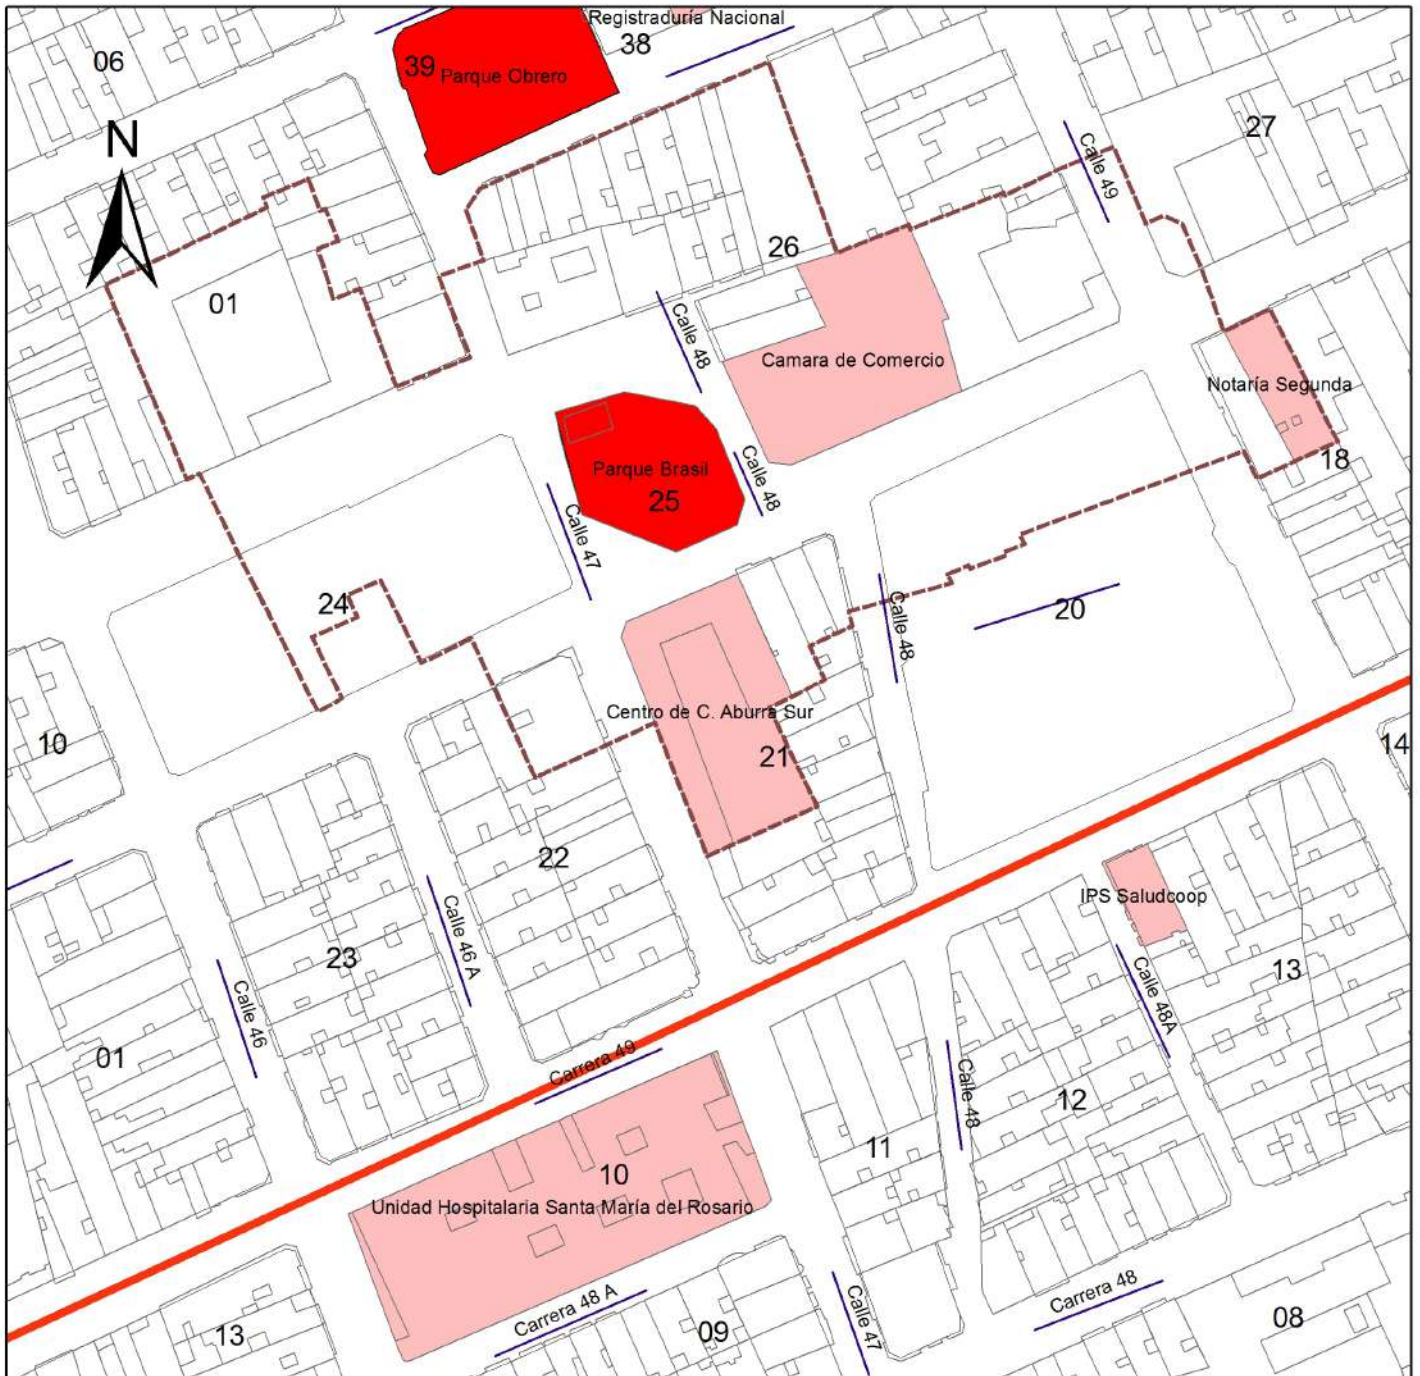 Registraduría Nacional
38
06
39
Parque Obrero
N
27
Calle 49
26
01
Calle 48
Camara de Comercio
Notaría Segunda
Parque Brasil
25
Calle 48
18
Calle 47
24
Calle 48
20
Centro de C. Aburrá Sur
21
10
14
22
IPS Saludcoop
Calle 46 A
23
13
Calle 46
Calle 48A
01
Carrera 49
Calle 48
12
11
10
Unidad Hospitalaria Santa María del Rosario
Carrera 48 A
Calle 47
Carrera 48
13
09
08